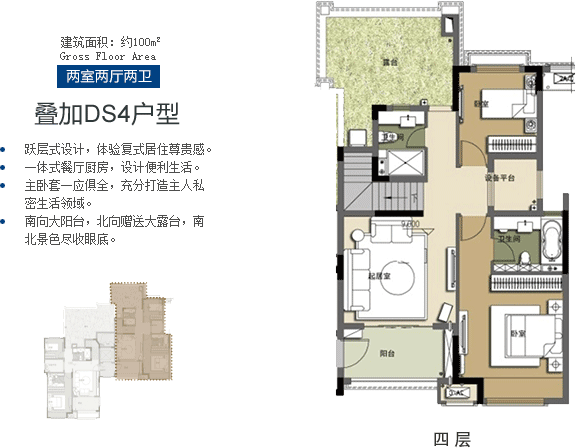 建筑面积：约100m²
Gross Floor Area
两室两厅两卫
叠加DS4户型
跃层式设计，体验复式居住尊贵感。
一体式餐厅厨房，设计便利生活。
主卧套一应俱全，充分打造主人私
密生活领域。
南向大阳台，北向赠送大露台，南
北景色尽收眼底。
露台
卧室
卫生间
设备平台
下
9.000
卫生间
起居室
卧室
阳台
四层